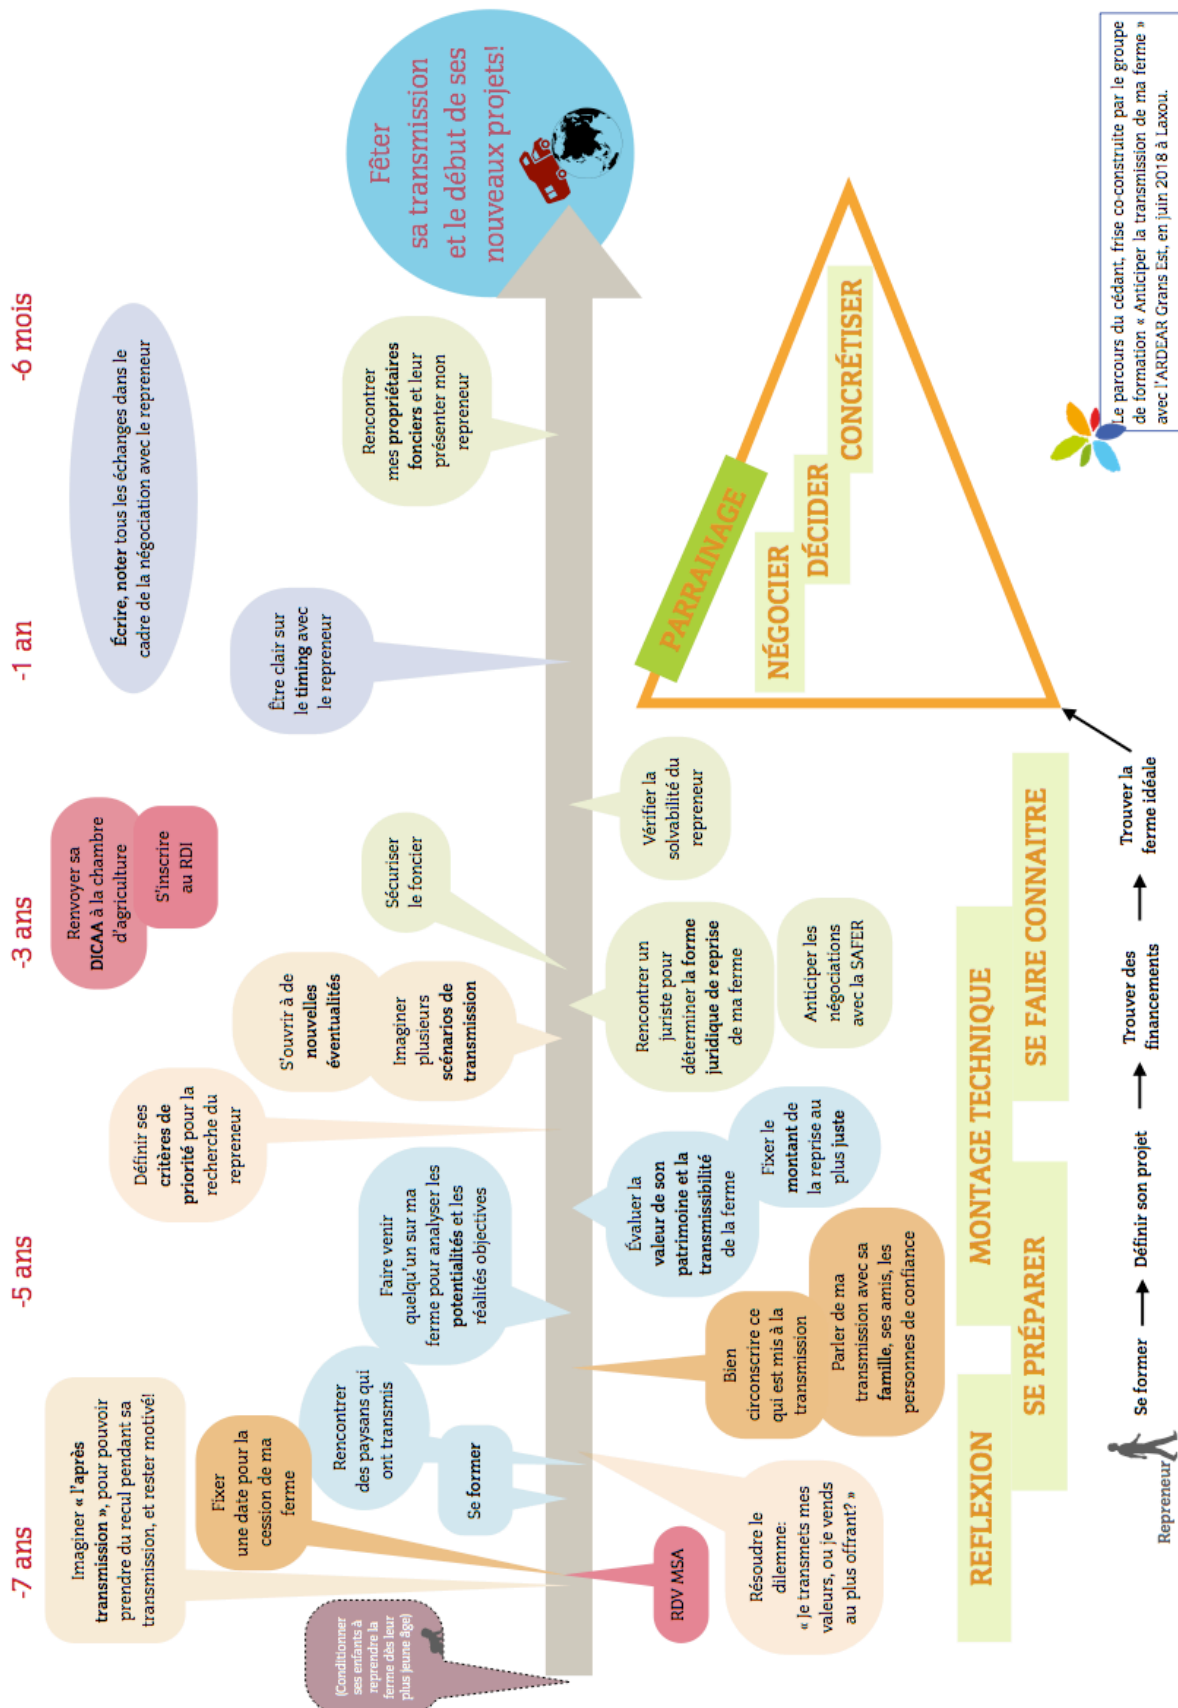 -7 ans
-5 ans
-3 ans
-1 an
-6 mois
Imaginer « l'après
transmission », pour pouvoir
prendre du recul pendant sa
transmission, et rester motivé!
Fixer
une date pour la
cession de ma
ferme
Rencontrer
des paysans qui
ont transmis
Se former
(Conditionner
ses enfants à
reprendre la
ferme dès leur
plus jeune âge)
Faire venir
quelqu'un sur ma
ferme pour analyser les
potentialités et les
réalités objectives
Définir ses
critères de
priorité pour la
recherche du
repreneur
S'ouvrir à de
nouvelles
éventualités
Imaginer
plusieurs
scénarios de
transmission
Renvoyer sa
DICAA à la chambre
d'agriculture
S'inscrire
au RDI
Sécuriser
le foncier
Être clair sur
le timing avec
le repreneur
Écrire, noter tous les échanges dans le
cadre de la négociation avec le repreneur
Rencontrer
mes propriétaires
fonciers et leur
présenter mon
repreneur
Fêter
sa transmission
et le début de ses
nouveaux projets!
RDV MSA
Résoudre le
dilemme:
« Je transmets mes
valeurs, ou je vends
au plus offrant? »
Bien
circonscrire ce
qui est mis à la
transmission
Parler de ma
transmission avec sa
famille, ses amis, les
personnes de confiance
Évaluer la
valeur de son
patrimoine et la
transmissibilité
de la ferme
Fixer le
montant de
la reprise au
plus juste
Rencontrer un
juriste pour
déterminer la forme
juridique de reprise
de ma ferme
Anticiper les
négociations
avec la SAFER
Vérifier la
solvabilité du
repreneur
REFLEXION
SE PRÉPARER
MONTAGE TECHNIQUE
SE FAIRE CONNAITRE
PARRAINAGE
NÉGOCIER
DÉCIDER
CONCRÉTISER
Repreneur
Se former
Définir son projet
Trouver des
financements
Trouver la
ferme idéale
Le parcours du cédant, frise co-construite par le groupe
de formation « Anticiper la transmission de ma ferme »
avec l'ARDEAR Grans Est, en juin 2018 à Laxou.